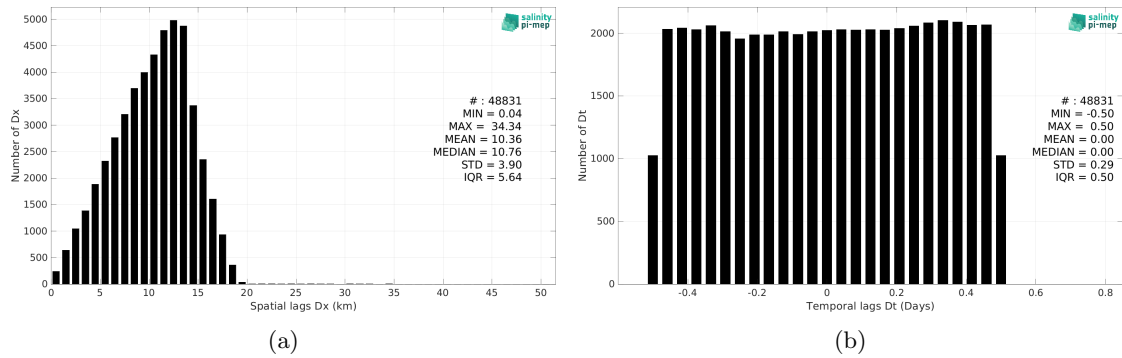 salinity
pi-mep
5000
4500
4000
3500
3000
2500
2000
1500
1000
500
0
Number of Dx
# : 48831
MIN = 0.04
MAX = 34.34
MEAN = 10.36
MEDIAN = 10.76
STD = 3.90
IQR = 5.64
0 5 10 15 20 25 30 35 40 45 50
Spatial lags Dx (km)
(a)
salinity
pi-mep
2000
1500
1000
500
0
Number of Dt
# : 48831
MIN = -0.50
MAX = 0.50
MEAN = 0.00
MEDIAN = 0.00
STD = 0.29
IQR = 0.50
-0.4 -0.2 0 0.2 0.4 0.6 0.8
Temporal lags Dt (Days)
(b)